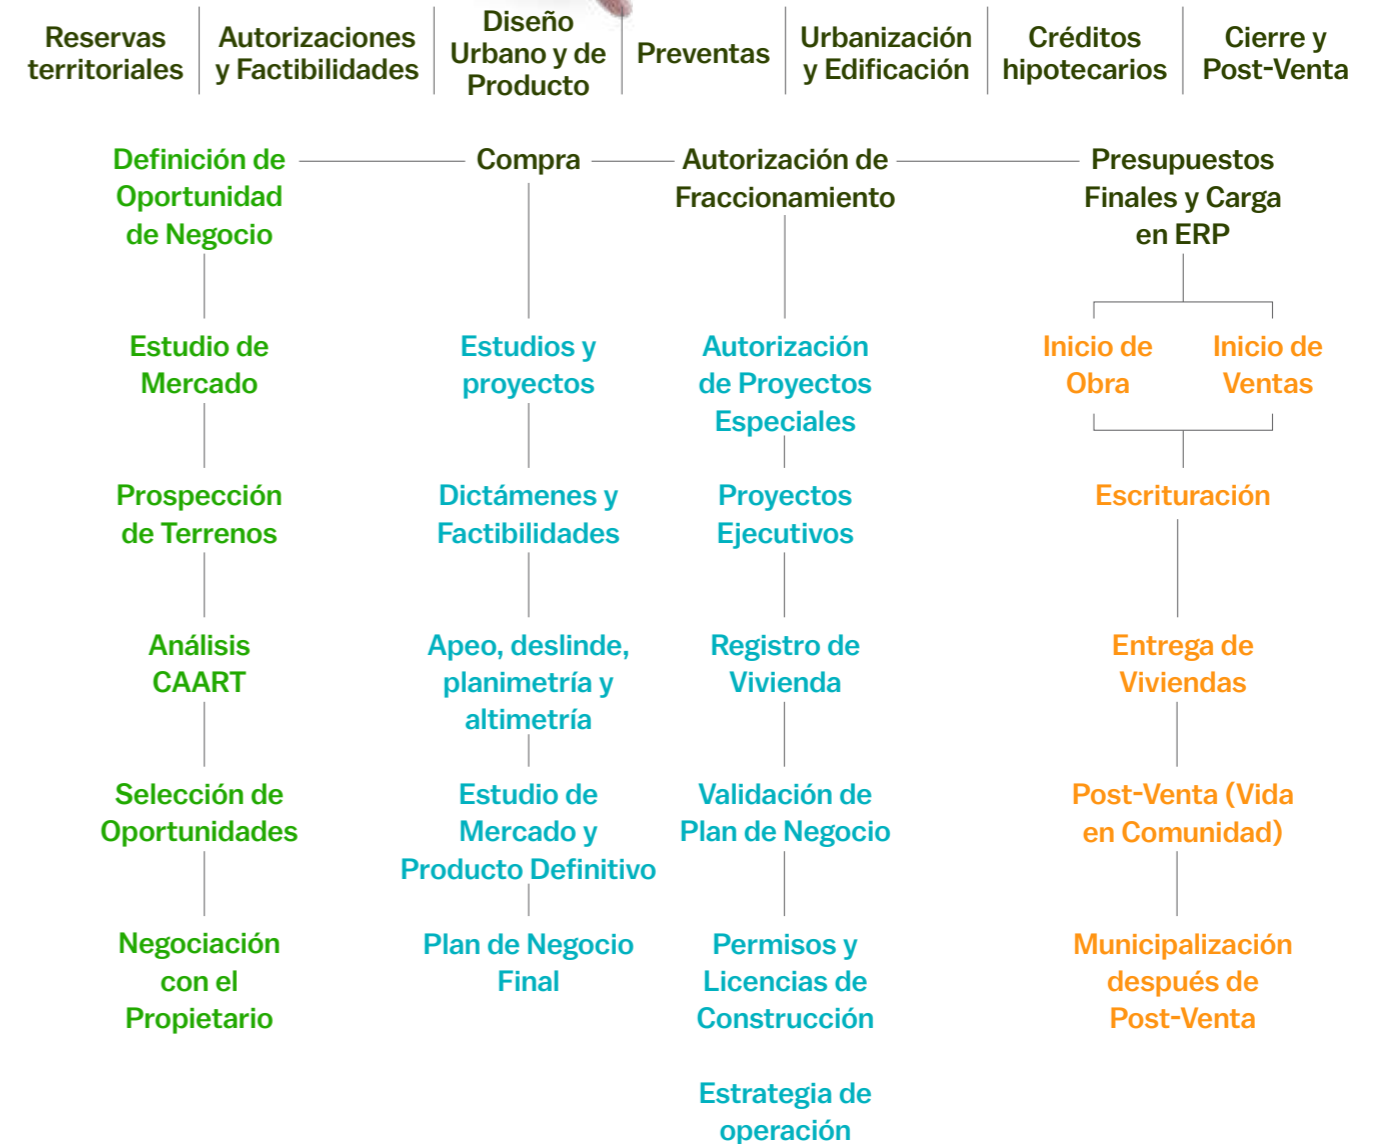 Reservas
territoriales
Autorizaciones
y Factibilidades
Diseño
Urbano y de
Producto
Preventas
Urbanización
y Edificación
Créditos
hipotecarios
Cierre y
Post-Venta
Definición de
Oportunidad
de Negocio
Estudio de
Mercado
Prospección
de Terrenos
Análisis
CAART
Selección de
Oportunidades
Negociación
con el
Propietario
Compra
Estudios y
proyectos
Dictámenes y
Factibilidades
Apeo, deslinde,
planimetría y
altimetría
Estudio de
Mercado y
Producto Definitivo
Plan de Negocio
Final
Autorización de
Fraccionamiento
Autorización
de Proyectos
Especiales
Proyectos
Ejecutivos
Registro de
Vivienda
Validación de
Plan de Negocio
Permisos y
Licencias de
Construcción
Estrategia de
operación
Presupuestos
Finales y Carga
en ERP
Inicio de
Obra
Inicio de
Ventas
Escrituración
Entrega de
Viviendas
Post-Venta (Vida
en Comunidad)
Municipalización
después de
Post-Venta